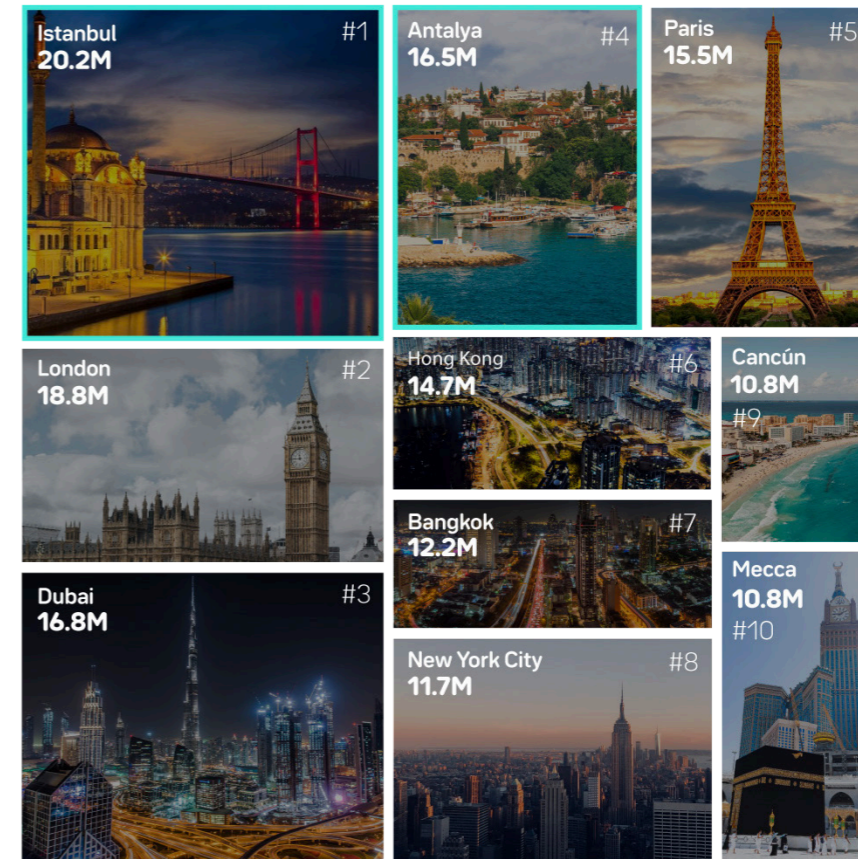 Istanbul
#1
20.2M
Antalya
#4
16.5M
Paris
#5
15.5M
London
#2
18.8M
Hong Kong
#6
14.7M
Cancún
10.8M
#9
Bangkok
#7
12.2M
Dubai
#3
16.8M
Mecca
10.8M
#10
New York City
#8
11.7M